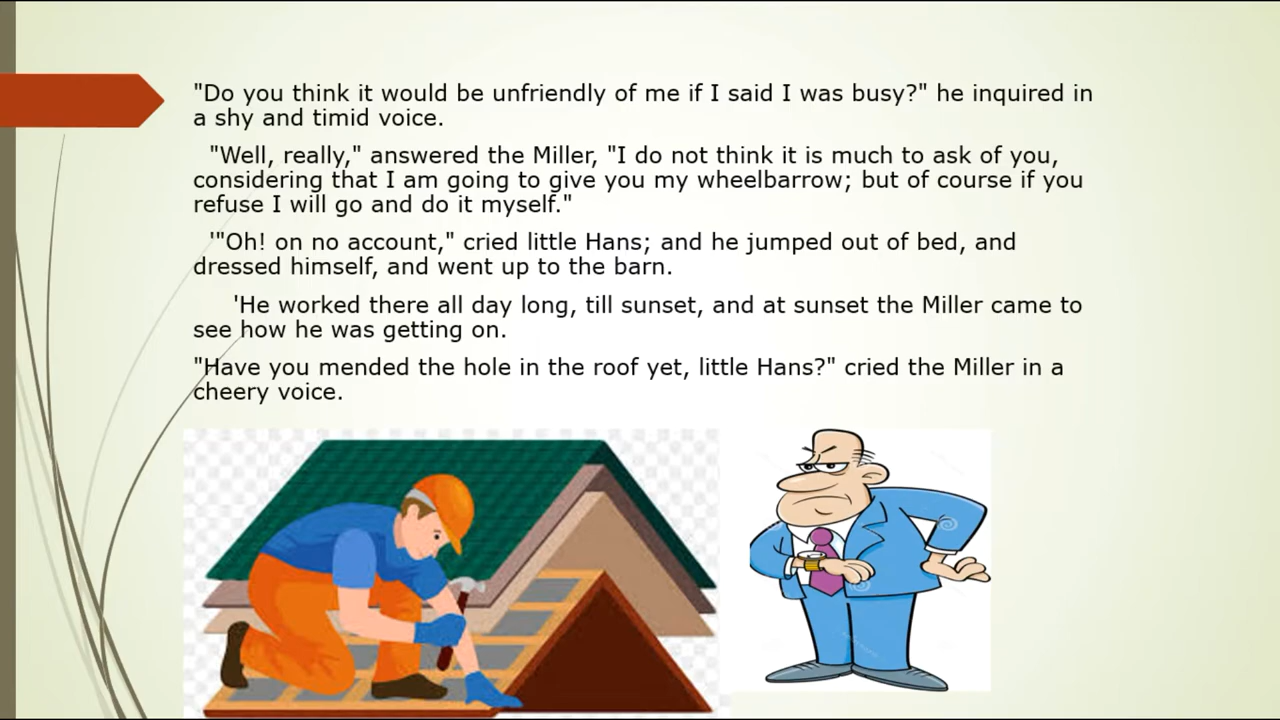 "Do you think it would be unfriendly of me if I said I was busy?" he inquired in
a shy and timid voice.
"Well, really," answered the Miller, "I do not think it is much to ask of you,
considering that I am going to give you my wheelbarrow; but of course if you
refuse I will go and do it myself."
'"Oh! on no account," cried little Hans; and he jumped out of bed, and
dressed himself, and went up to the barn.
'He worked there all day long, till sunset, and at sunset the Miller came to
see how he was getting on.
"Have you mended the hole in the roof yet, little Hans?" cried the Miller in a
cheery voice.